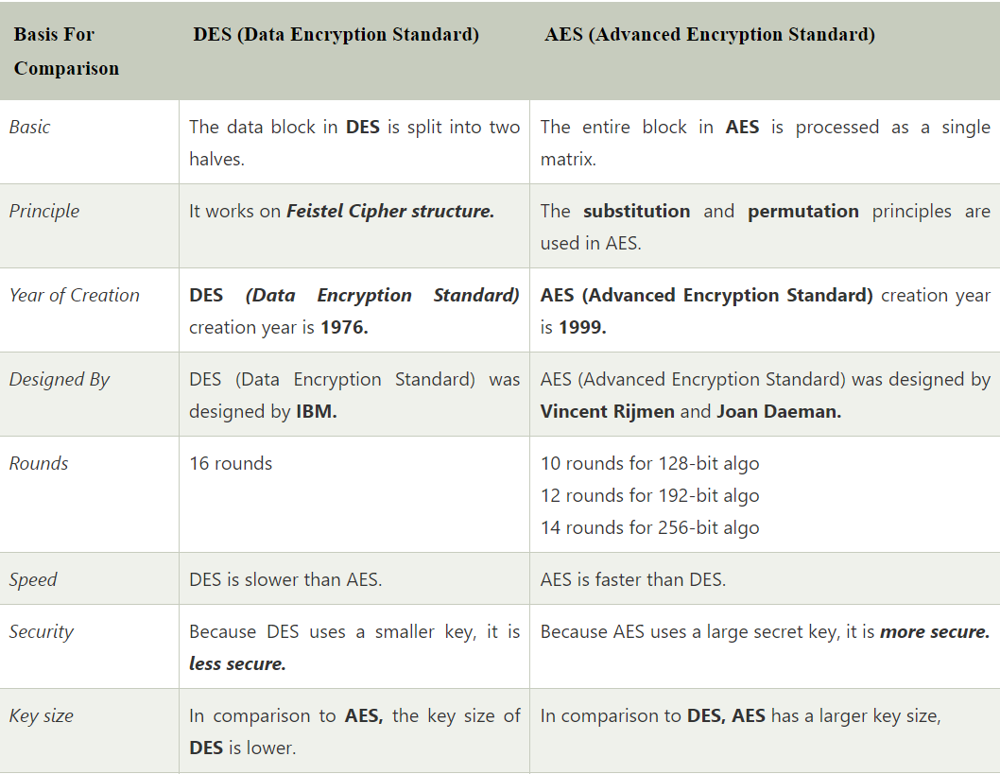 Basis For
Comparison
DES (Data Encryption Standard)
AES (Advanced Encryption Standard)
Basic
The data block in DES is split into two
halves.
The entire block in AES is processed as a single
matrix.
Principle
It works on Feistel Cipher structure.
The substitution and permutation principles are
used in AES.
Year of Creation
DES (Data Encryption Standard)
creation year is 1976.
AES (Advanced Encryption Standard) creation year
is 1999.
Designed By
DES (Data Encryption Standard) was
designed by IBM.
AES (Advanced Encryption Standard) was designed by
Vincent Rijmen and Joan Daeman.
Rounds
16 rounds
10 rounds for 128-bit algo
12 rounds for 192-bit algo
14 rounds for 256-bit algo
Speed
DES is slower than AES.
AES is faster than DES.
Security
Because DES uses a smaller key, it is
less secure.
Because AES uses a large secret key, it is more secure.
Key size
In comparison to AES, the key size of
DES is lower.
In comparison to DES, AES has a larger key size,